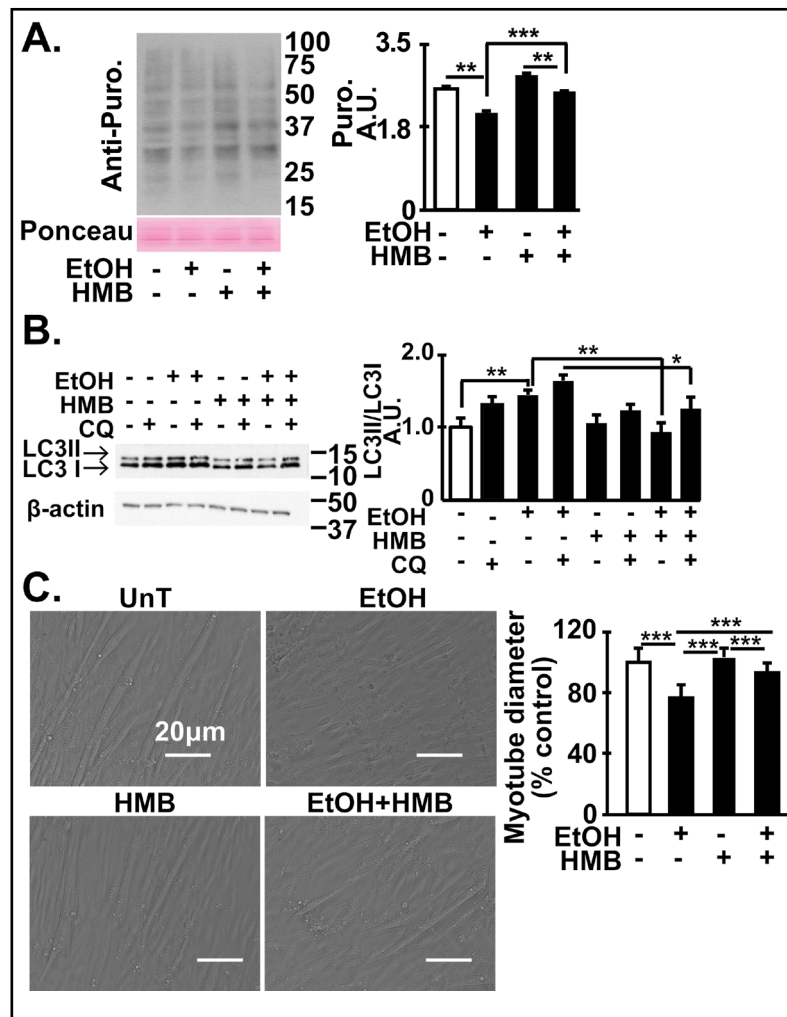 A.
Anti-Puro.
100
75
50
37
25
15
Ponceau
EtOH - + - +
HMB - - + +
Puro.
A.U.
3.5
1.8
0
** *** **
EtOH - + - +
HMB - - + +
B.
EtOH - - + + - - + +
HMB - - - - + + + +
CQ - + - + - + - +
LC3II
LC3 I
15
10
β-actin
50
37
LC3II/LC3I
A.U.
2.0
1.0
0
** ** *
EtOH - - + + - - + +
HMB - - - - + + + +
CQ - + - + - + - +
C.
UnT
EtOH
20µm
HMB
EtOH+HMB
Myotube diameter
(% control)
120
80
40
0
***
*** *** ***
EtOH - + - +
HMB - - + +